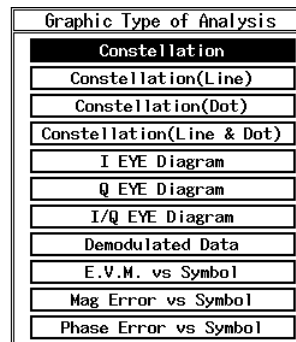 Graphic Type of Analysis
Constellation
Constellation(Line)
Constellation(Dot)
Constellation(Line & Dot)
I EYE Diagram
Q EYE Diagram
I/Q EYE Diagram
Demodulated Data
E.V.M. vs Symbol
Mag Error vs Symbol
Phase Error vs Symbol